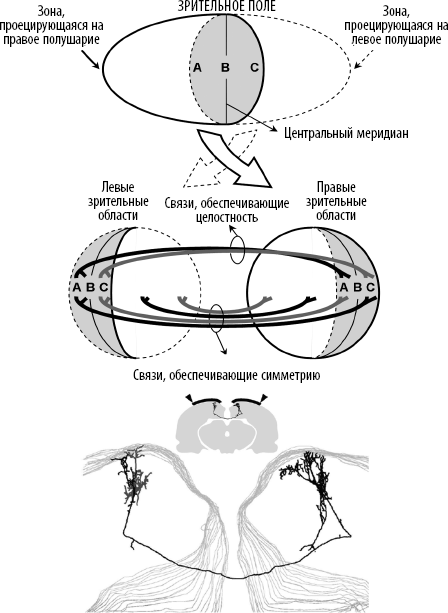 ЗРИТЕЛЬНОЕ ПОЛЕ
Зона,
проецирующаяся на
правое полушарие
Зона,
проецирующаяся на
левое полушарие
A B C
Центральный меридиан
Левые
зрительные
области
Связи, обеспечивающие
целостность
Правые
зрительные
области
A B C
A B C
Связи, обеспечивающие симметрию